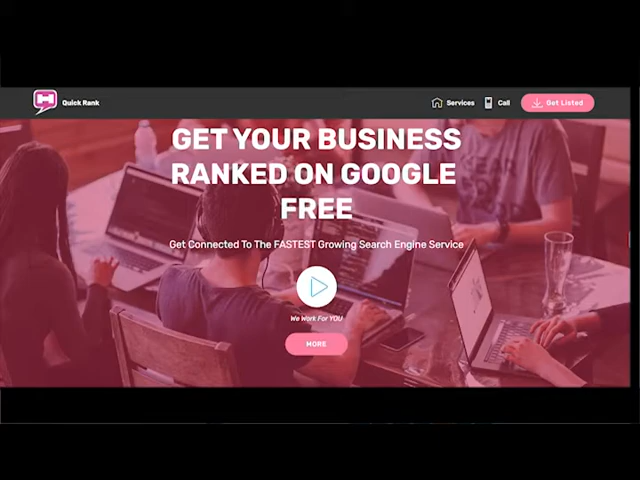 Quick Rank
Services
Call
Get Listed
GET YOUR BUSINESS
RANKED ON GOOGLE
FREE
Get Connected To The FASTEST Growing Search Engine Service
We Work For YOU
MORE